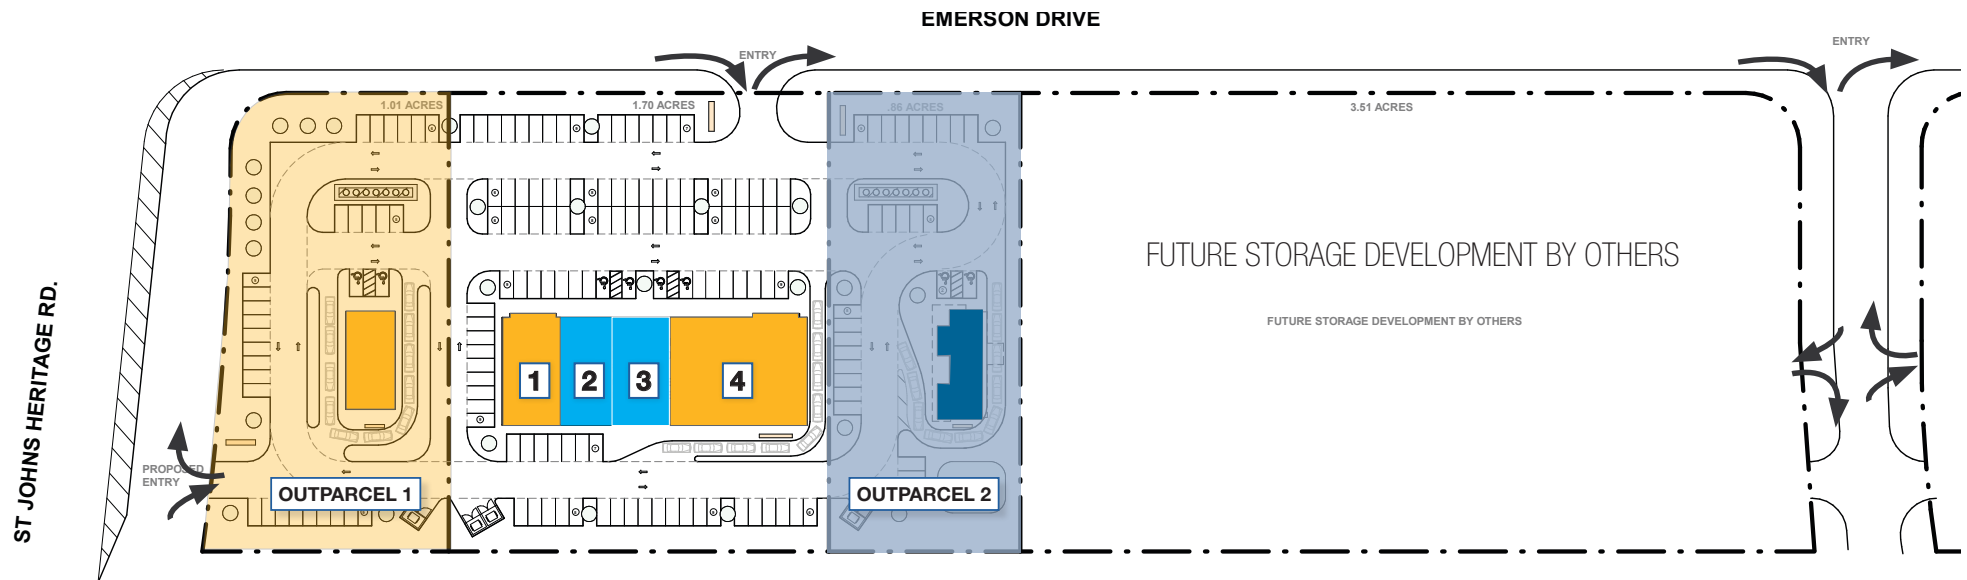 EMERSON DRIVE
ENTRY
ENTRY
1.01 ACRES
1.70 ACRES
.86 ACRES
3.51 ACRES
FUTURE STORAGE DEVELOPMENT BY OTHERS
FUTURE STORAGE DEVELOPMENT BY OTHERS
ST JOHNS HERITAGE RD.
1
2
3
4
PROPOSED
ENTRY
OUTPARCEL 1
OUTPARCEL 2